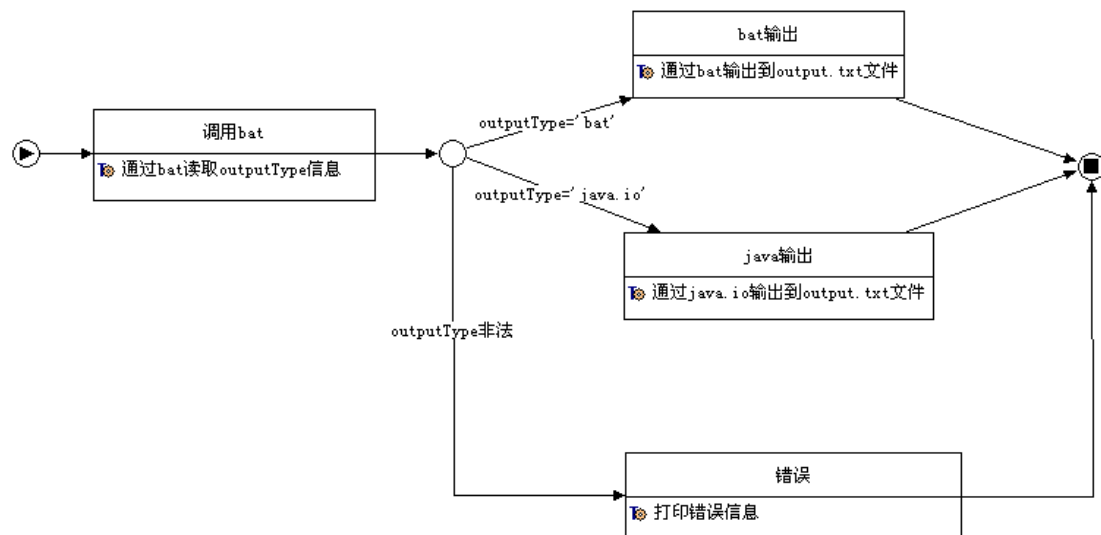 bat输出
通过bat输出到output.txt文件
outputType='bat'
调用bat
通过bat读取outputType信息
outputType='java.io'
java输出
通过java.io输出到output.txt文件
outputType非法
错误
打印错误信息